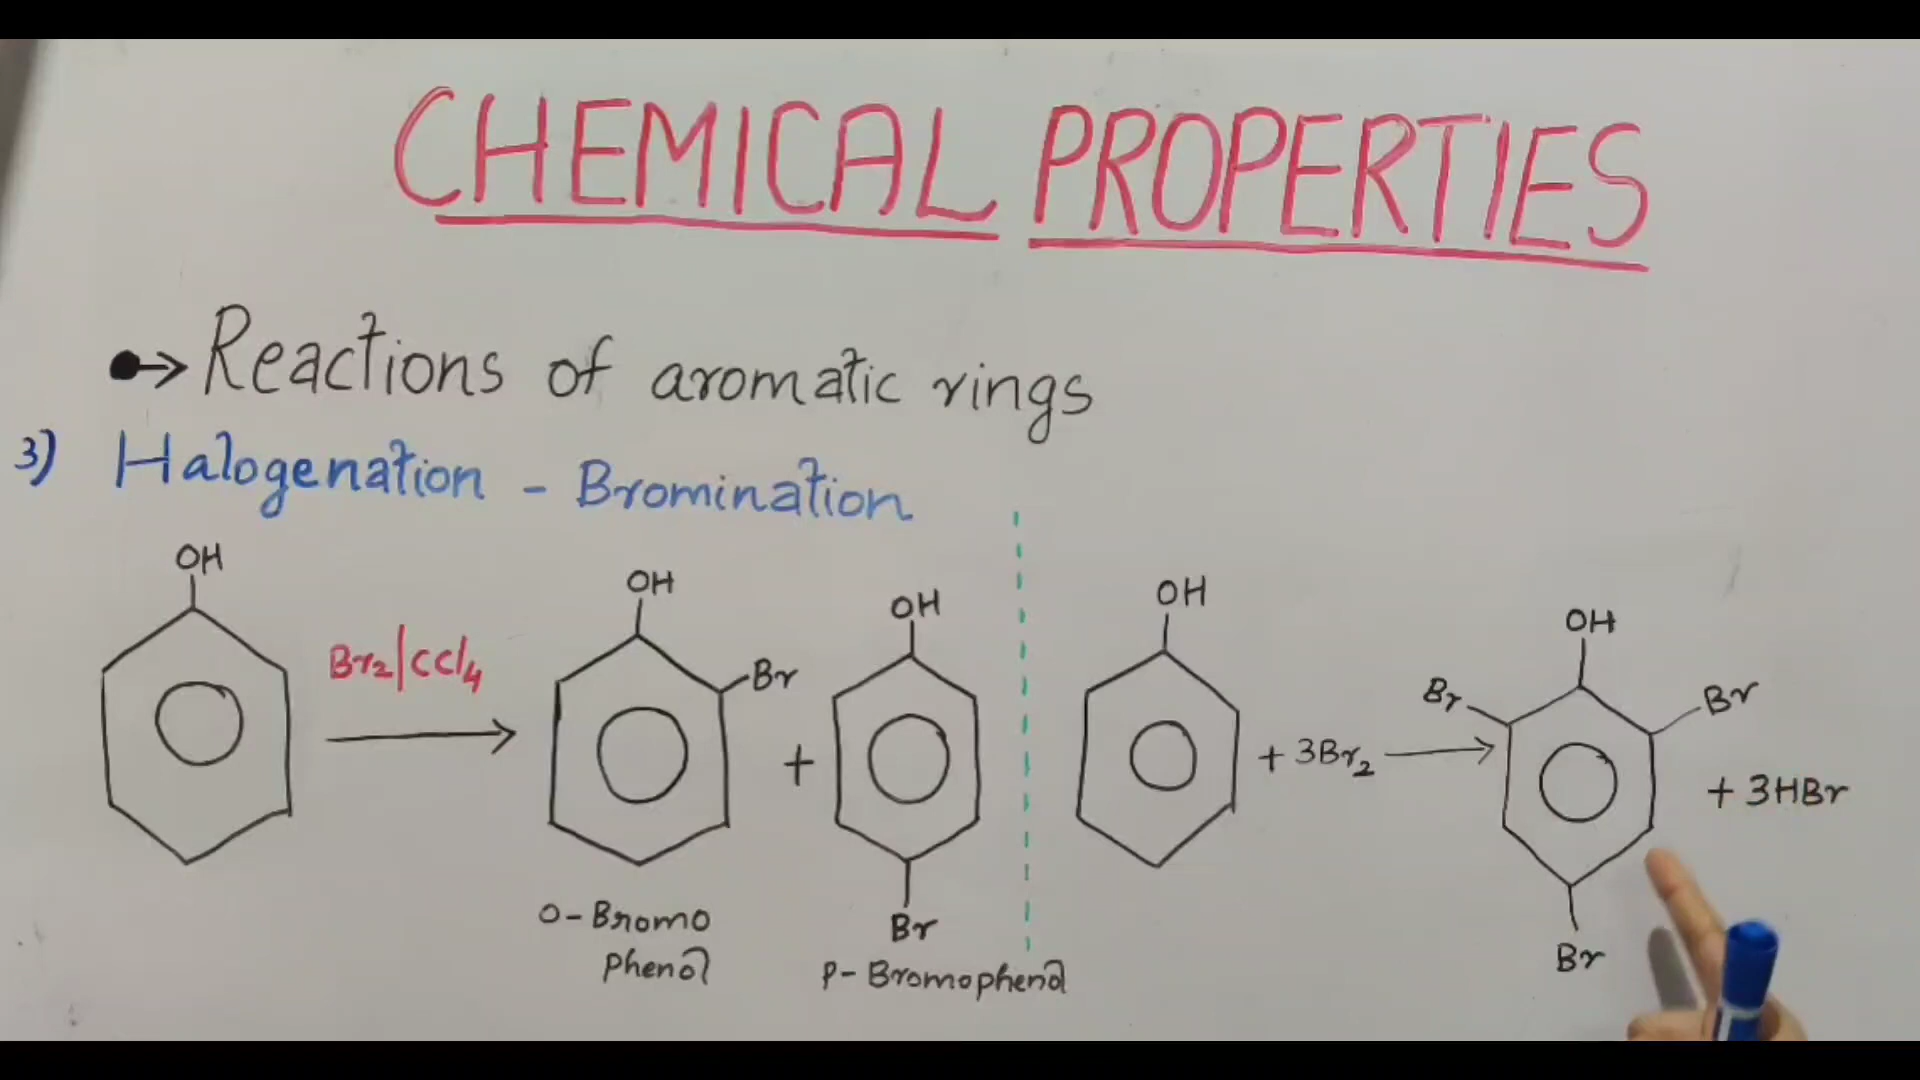 CHEMICAL PROPERTIES
Reactions of aromatic rings
3) Halogenation - Bromination
OH
Br2|CCl4
OH
Br
+
OH
Br
O-Bromo
Phenol
P-Bromophenol
OH
+ 3Br2
OH
Br
Br
Br
+ 3HBr